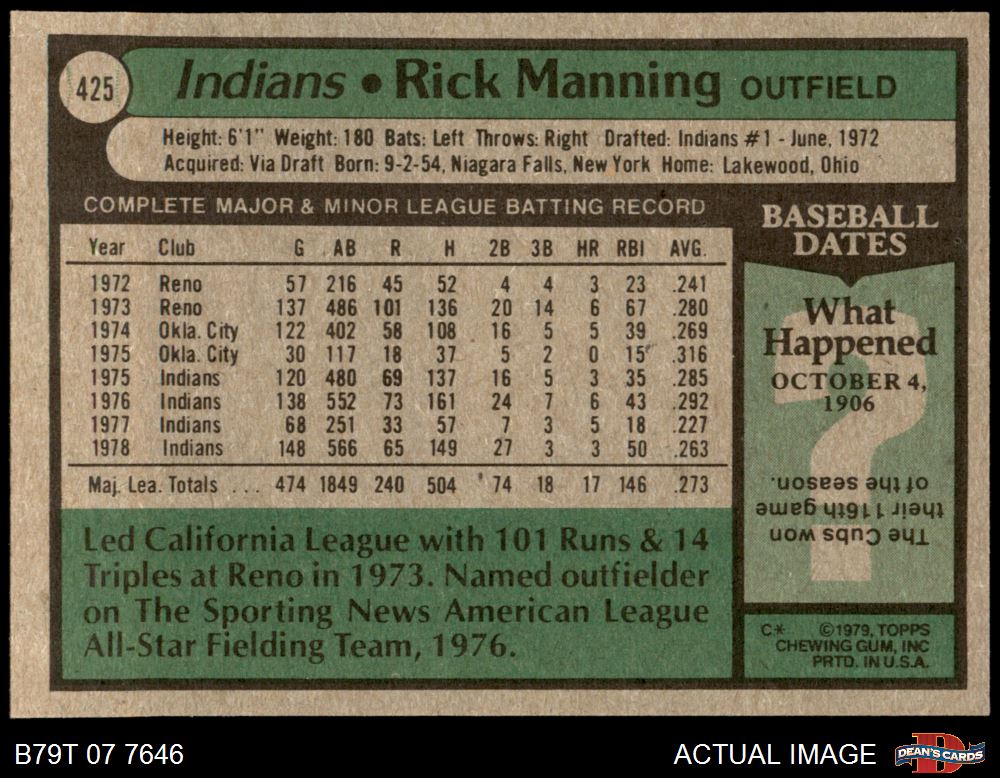 425
Indians • Rick Manning OUTFIELD
Height: 6'1" Weight: 180 Bats: Left Throws: Right Drafted: Indians #1 - June, 1972
Acquired: Via Draft Born: 9-2-54, Niagara Falls, New York Home: Lakewood, Ohio
COMPLETE MAJOR & MINOR LEAGUE BATTING RECORD
Year Club G AB R H 2B 3B HR RBI AVG.
1972 Reno 57 216 45 52 4 4 3 23 .241
1973 Reno 137 486 101 136 20 14 6 67 .280
1974 Okla. City 122 402 58 108 16 5 5 39 .269
1975 Okla. City 30 117 18 37 5 2 0 15 .316
1975 Indians 120 480 69 137 16 5 3 35 .285
1976 Indians 138 552 73 161 24 7 6 43 .292
1977 Indians 68 251 33 57 7 3 5 18 .227
1978 Indians 148 566 65 149 27 3 3 50 .263
Maj. Lea. Totals ... 474 1849 240 504 74 18 17 146 .273
Led California League with 101 Runs & 14
Triples at Reno in 1973. Named outfielder
on The Sporting News American League
All-Star Fielding Team, 1976.
BASEBALL
DATES
What
Happened
OCTOBER 4,
1906
The Cubs won
their 116th game
of the season.
C* ©1979, TOPPS
CHEWING GUM, INC
PRTD. IN U.S.A.
B79T 07 7646
ACTUAL IMAGE
DEAN'S CARDS